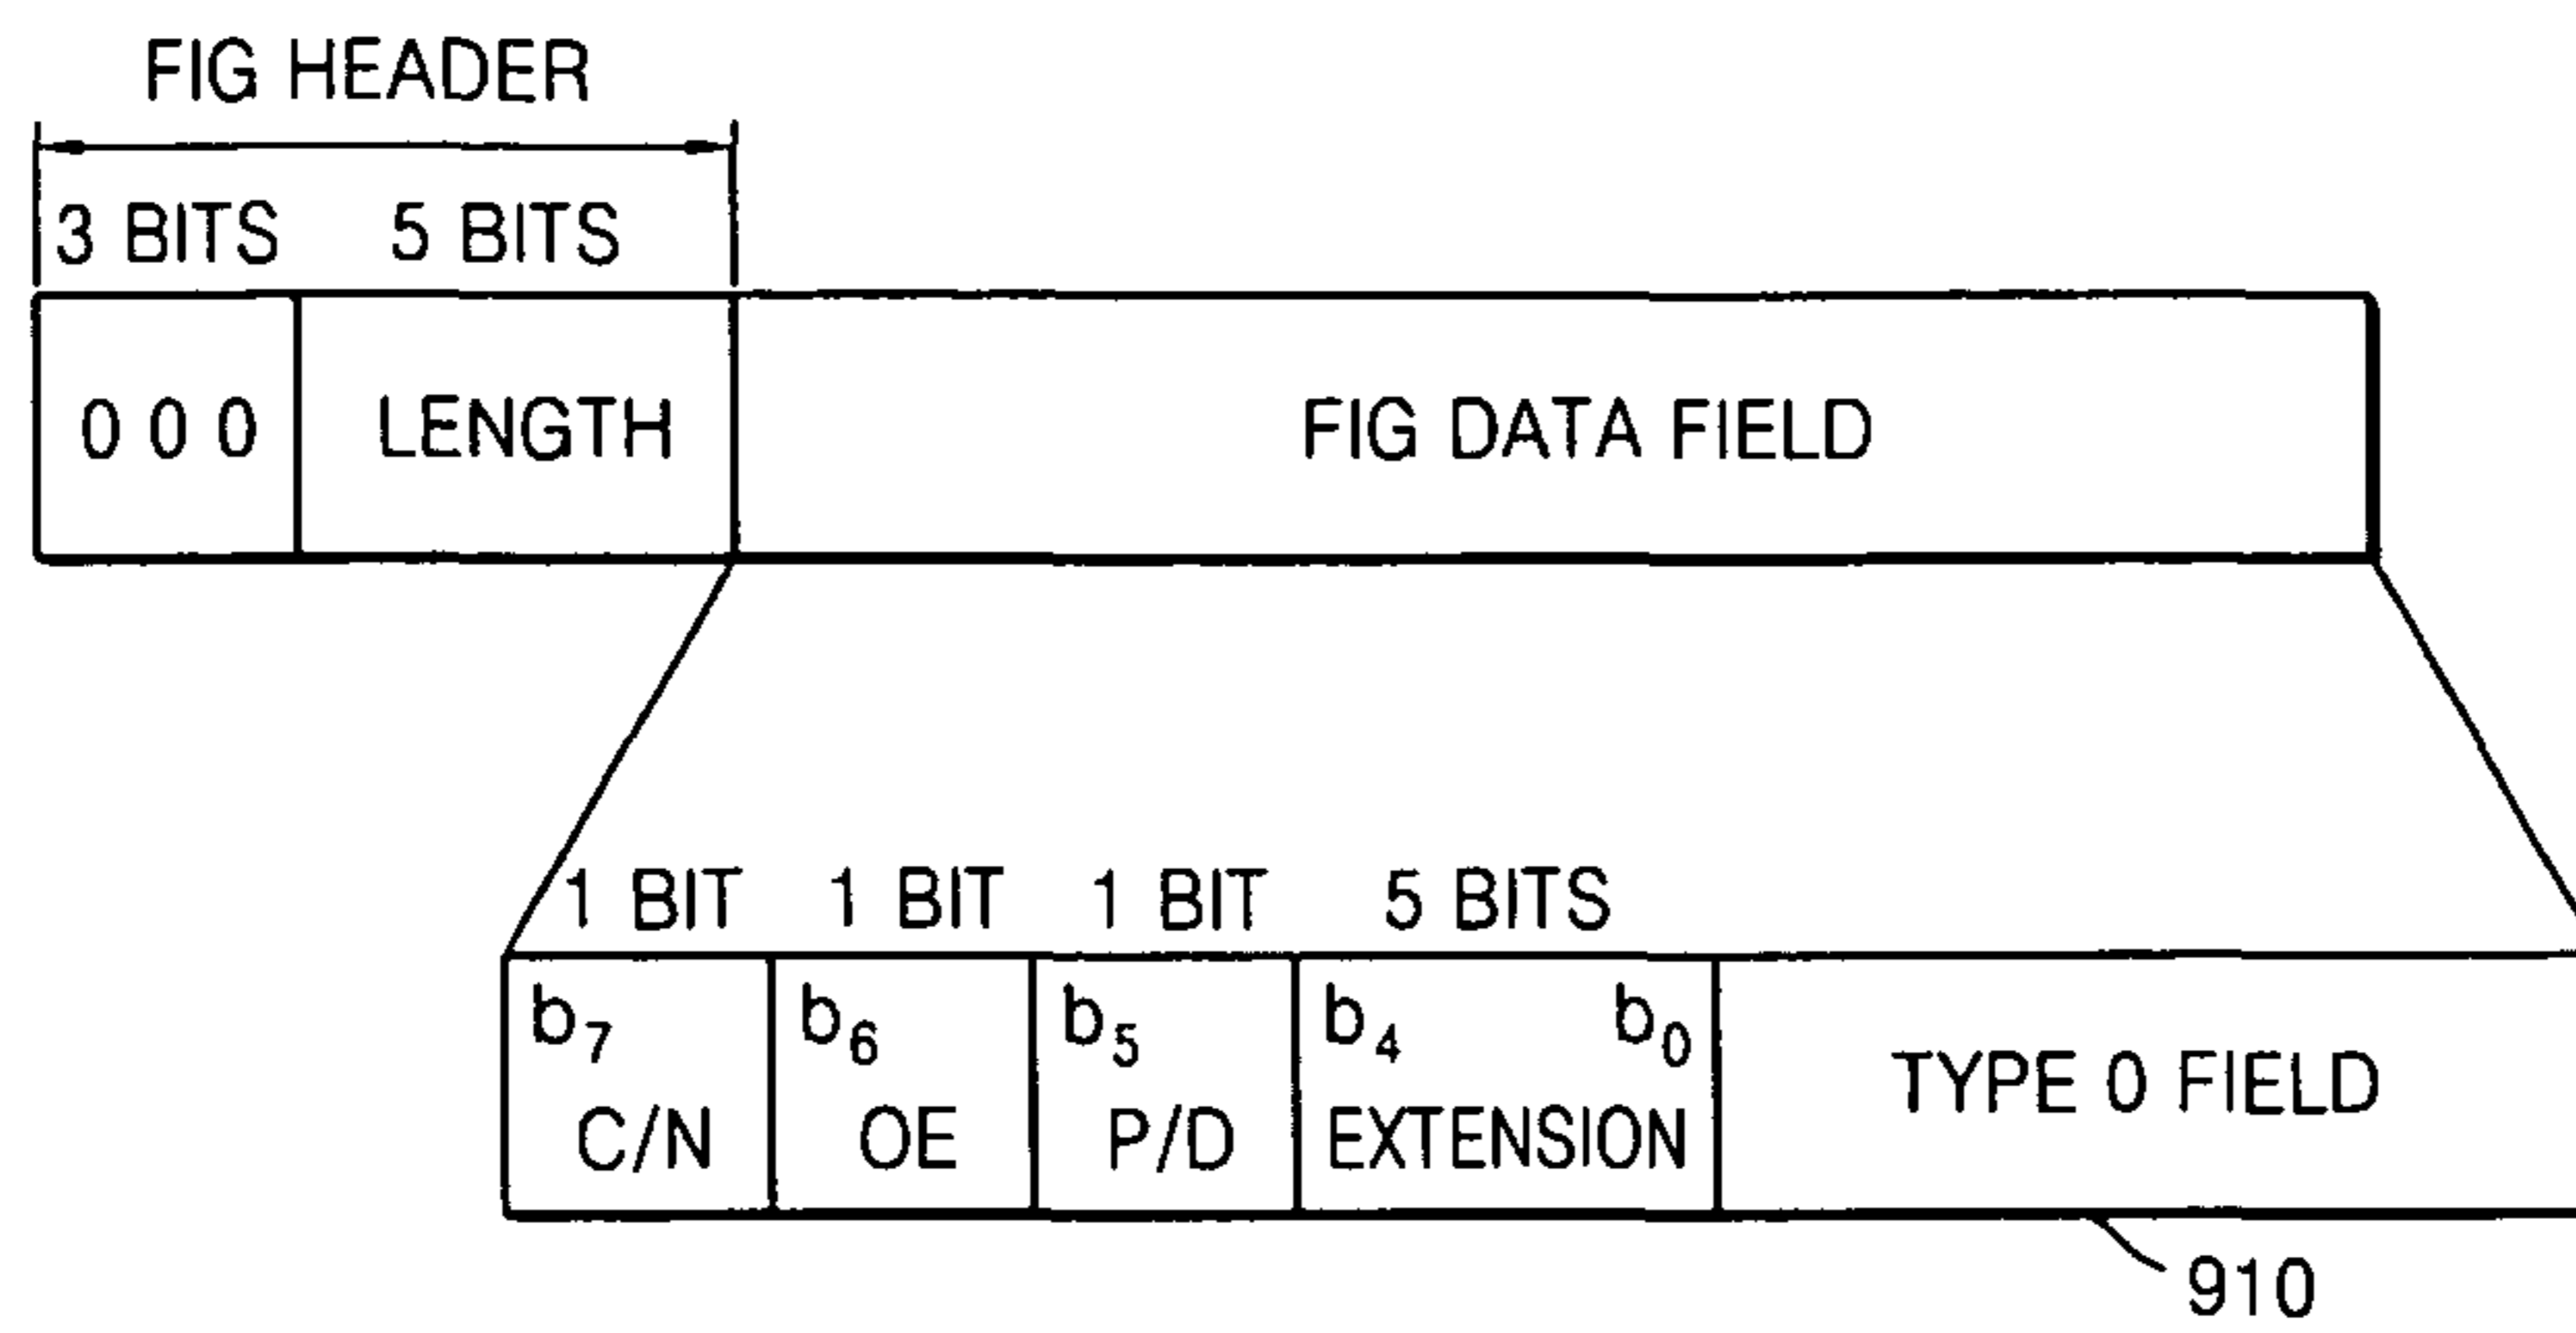 FIG HEADER
3 BITS 5 BITS
0 0 0 LENGTH FIG DATA FIELD
1 BIT 1 BIT 1 BIT 5 BITS
b7 b6 b5 b4 b0
C/N OE P/D EXTENSION TYPE 0 FIELD
910